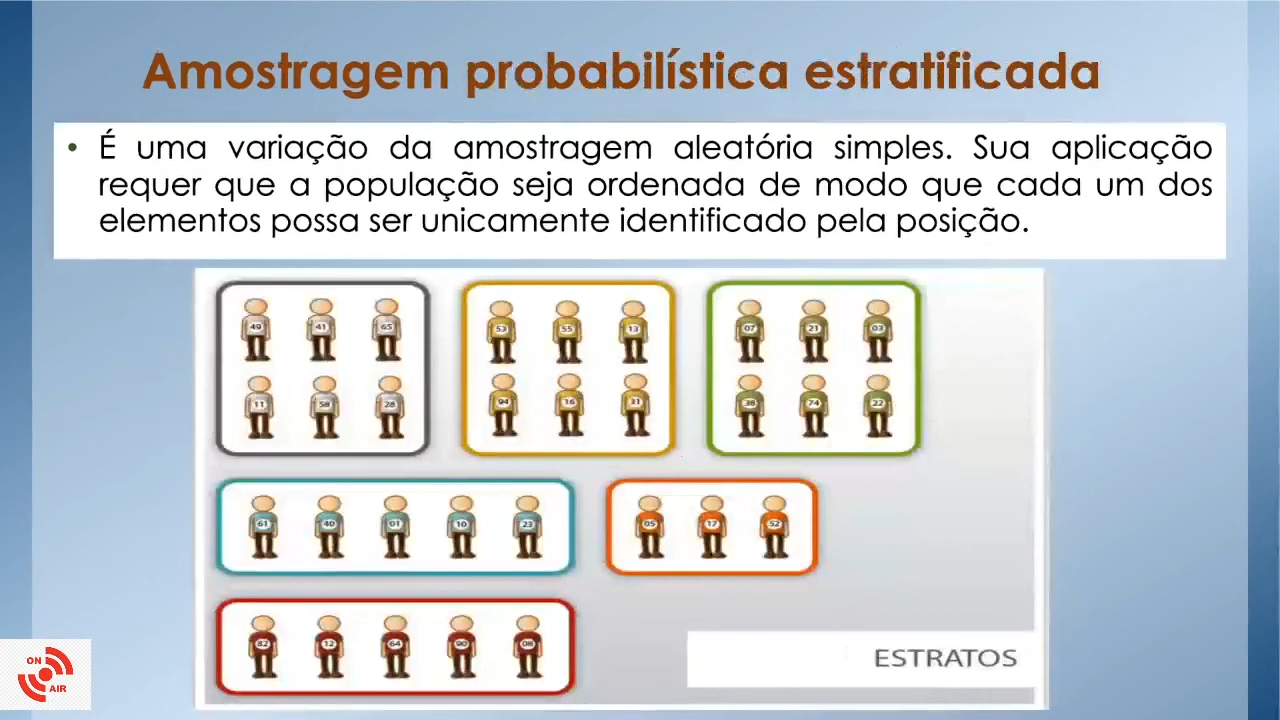 Amostragem probabilística estratificada
• É uma variação da amostragem aleatória simples. Sua aplicação
requer que a população seja ordenada de modo que cada um dos
elementos possa ser unicamente identificado pela posição.
49 41 65 53 55 13 07 21 03
11 58 28 94 16 31 38 74 22
61 40 01 10 23 05 17 52
82 12 64 90 08
ESTRATOS
ON
AIR